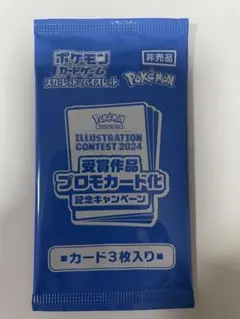 ポケモン
カードゲーム
スカーレット&バイオレット
非売品
POKÉMON
POKÉMON
ILLUSTRATION
CONTEST 2024
受賞作品
プロモカード化
記念キャンペーン
■カード3枚入り■